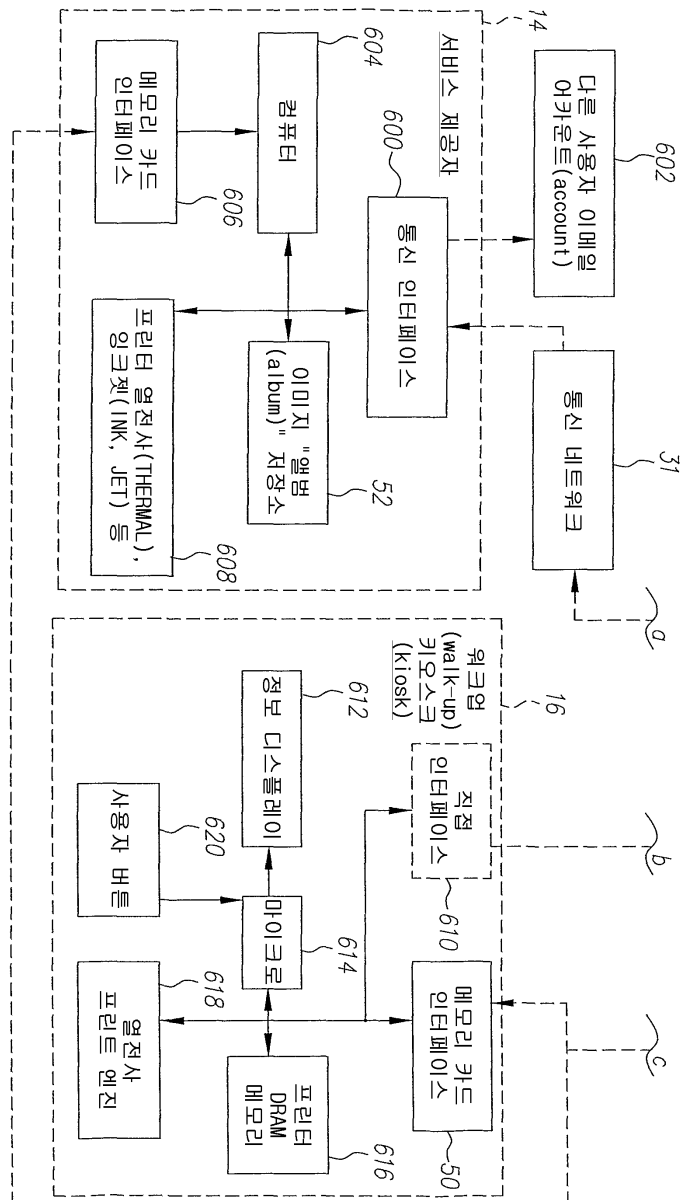 602
다른 사용자 이메일
어카운트(account)
31
통신 네트워크
a
b
c
14
서비스 제공자
600
통신 인터페이스
604
컴퓨터
이미지 "앨범
(album)" 저장소
52
메모리 카드
인터페이스
606
프린터 열전사(THERMAL),
잉크젯(INK, JET) 등
608
16
워크업
(walk-up)
키오스크
(kiosk)
직접
인터페이스
610
메모리 카드
인터페이스
50
612
정보 디스플레이
마이크로
614
프린터
DRAM
메모리
616
620
사용자 버튼
618
열전사
프린트 엔진